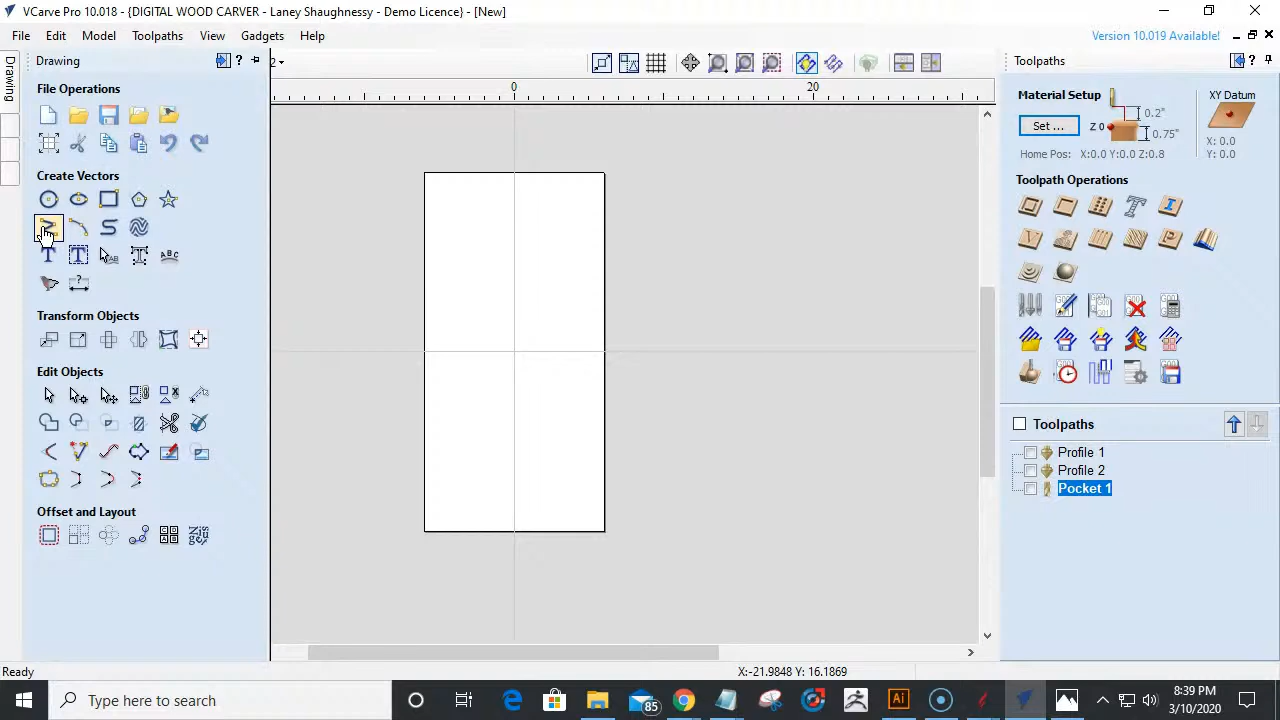 VCarve Pro 10.018 - {DIGITAL WOOD CARVER - Laney Shaughnessy - Demo Licence} - [New]
File Edit Model Toolpaths View Gadgets Help
Version 10.019 Available!
Drawing
Drawing
File Operations
Create Vectors
Transform Objects
Edit Objects
Offset and Layout
2
0
20
Toolpaths
Material Setup
Set ...
Z 0
0.2"
0.75"
XY Datum
X: 0.0
Y: 0.0
Home Pos: X:0.0 Y:0.0 Z:0.8
Toolpath Operations
Toolpaths
Profile 1
Profile 2
Pocket 1
Ready
X:-21.9848 Y: 16.1869
Type here to search
85
Ai
8:39 PM
3/10/2020